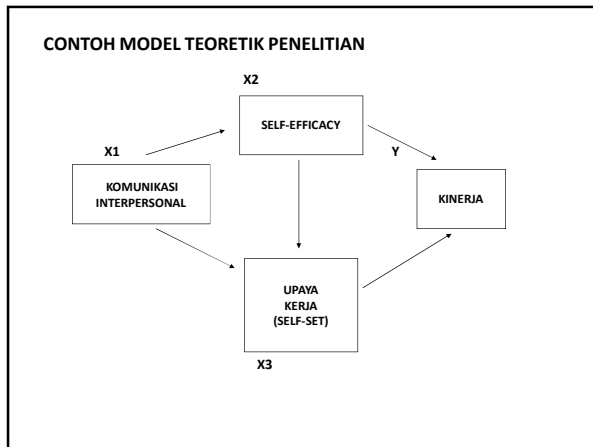 CONTOH MODEL TEORETIK PENELITIAN
X2
SELF-EFFICACY
X1
Y
KOMUNIKASI
INTERPERSONAL
KINERJA
UPAYA
KERJA
(SELF-SET)
X3